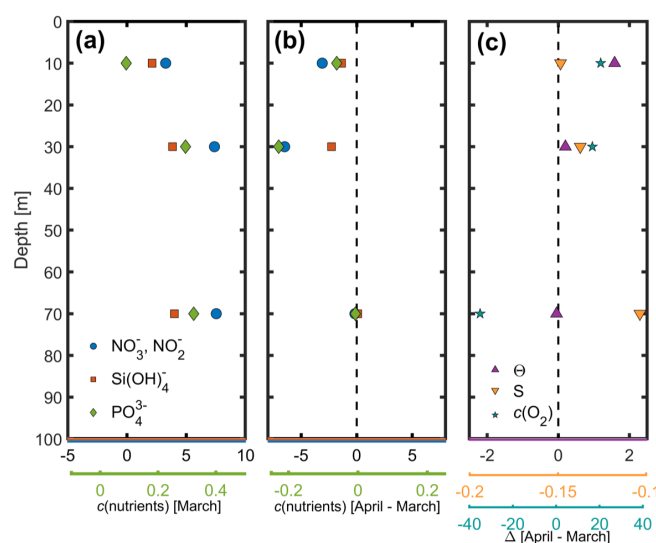 (a) (b) (c)
0
10
20
30
40
50
60
70
80
90
100
Depth [m]
NO₃⁻, NO₂⁻
Si(OH)₄⁻
PO₄³⁻
Θ
S
c(O₂)
-5 0 5 10 -5 0 -2 0 2
0 0.2 0.4 -0.2 0 0.2 -0.2 -0.15 -0.1
c(nutrients) [March] c(nutrients) [April - March] -40 -20 0 20 40
Δ [April - March]